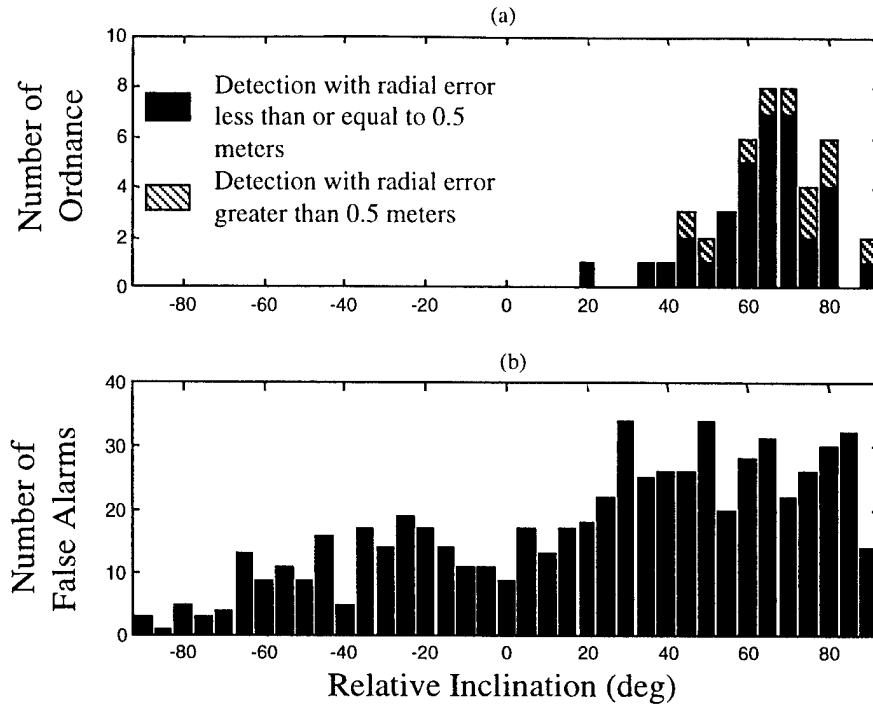 (a)
Number of
Ordnance
10
8
6
4
2
0
Detection with radial error
less than or equal to 0.5
meters
Detection with radial error
greater than 0.5 meters
-80 -60 -40 -20 0 20 40 60 80
(b)
Number of
False Alarms
40
30
20
10
0
-80 -60 -40 -20 0 20 40 60 80
Relative Inclination (deg)